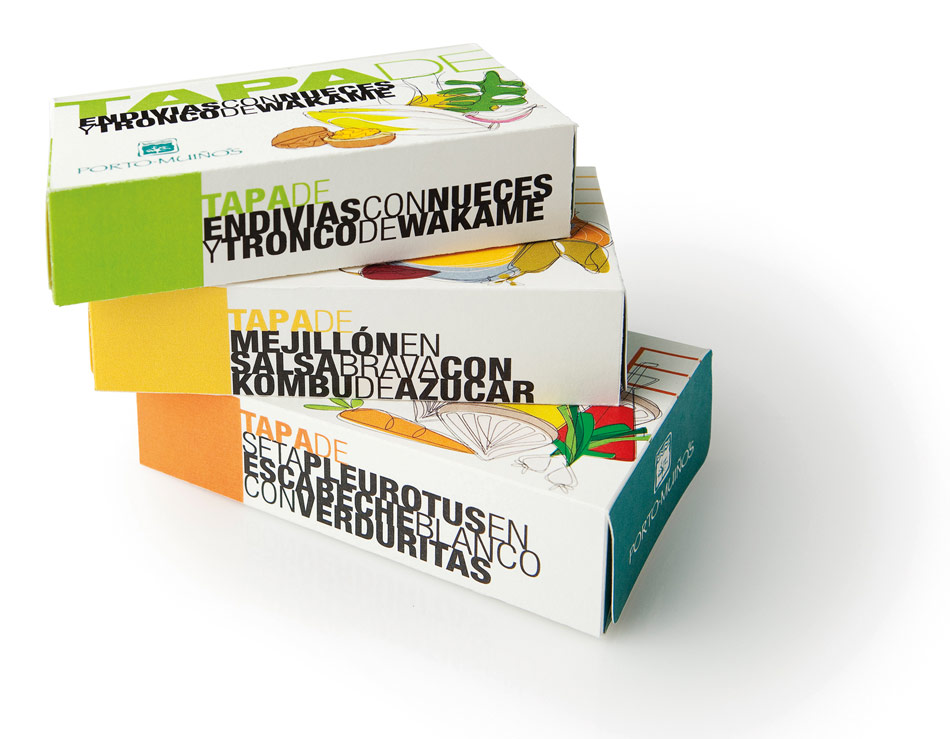 TAPADE
ENDIVIASCONNUECES
YTRONCODEWAKAME
PORTO-MUIÑOS
TAPADE
ENDIVIASCONNUECES
YTRONCODEWAKAME
TAPADE
MEJILLÓNEN
SALSABRAVACON
KOMBUDEAZUCAR
TAPADE
SETAPLEUROTUSEN
ESCABECHEBLANCO
CONVERDURITAS
PORTO-MUIÑOS